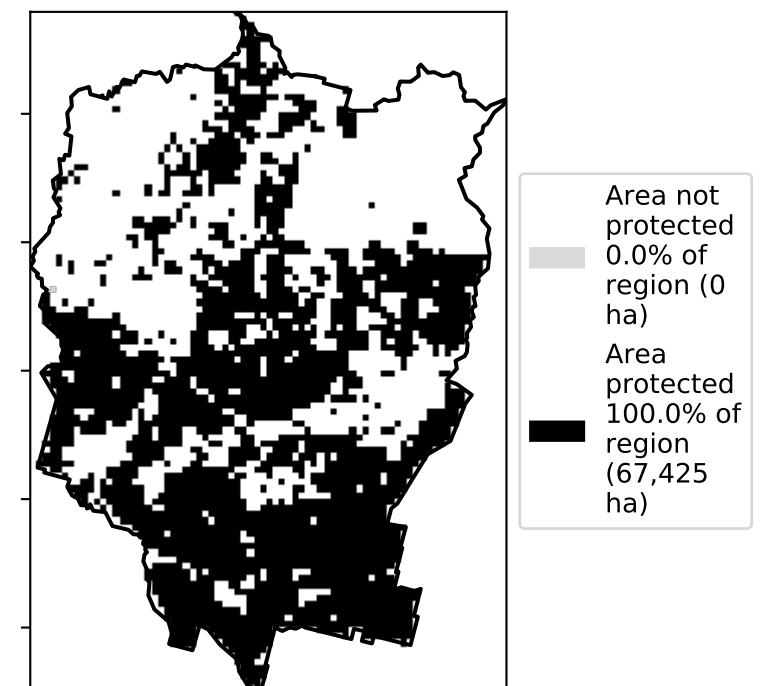 Area not
protected
0.0% of
region (0
ha)
Area
protected
100.0% of
region
(67,425
ha)